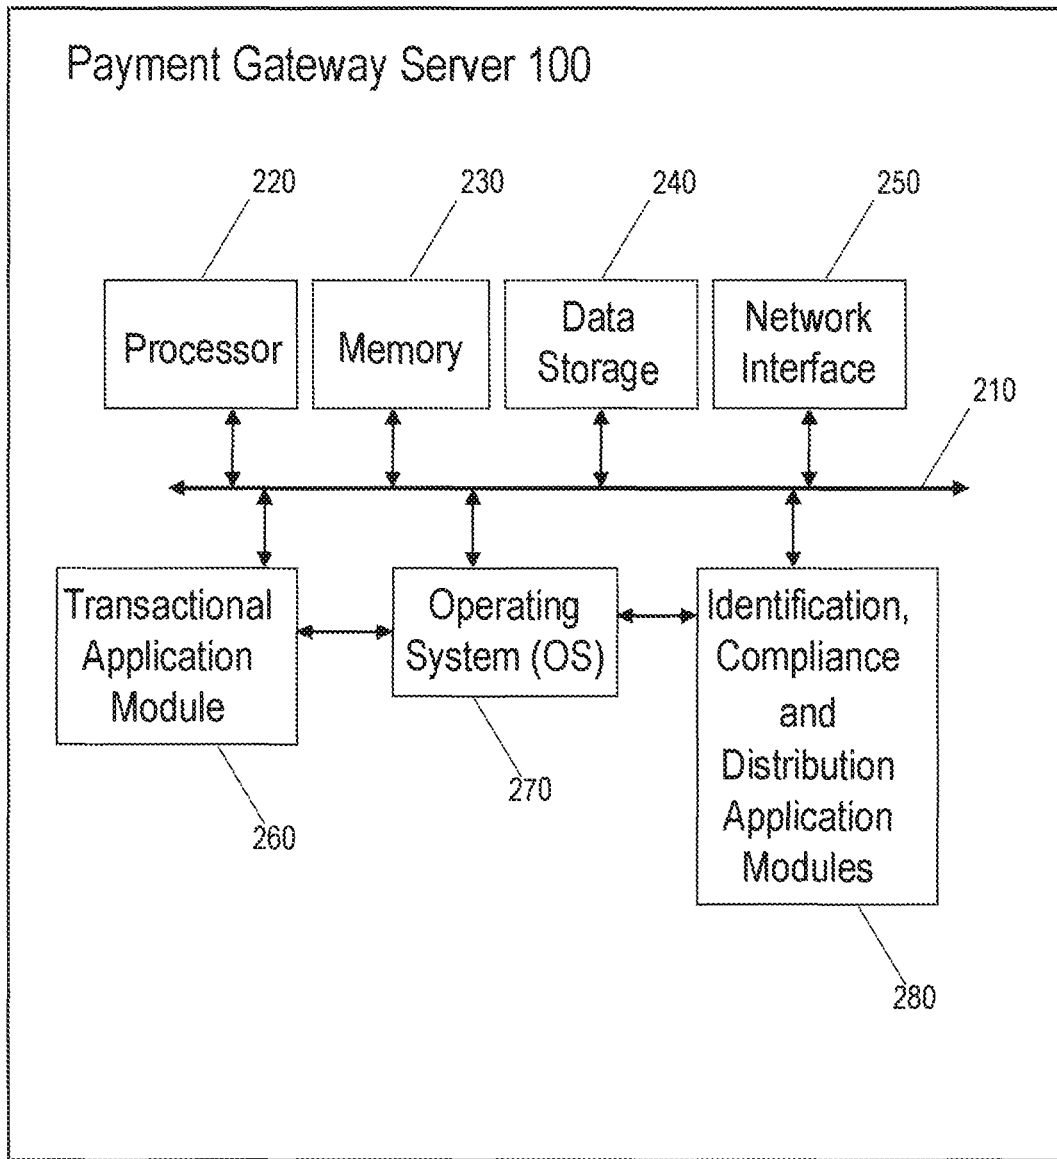 Payment Gateway Server 100
220
230
240
250
Processor
Memory
Data
Storage
Network
Interface
210
Transactional
Application
Module
Operating
System (OS)
Identification,
Compliance
and
Distribution
Application
Modules
260
270
280